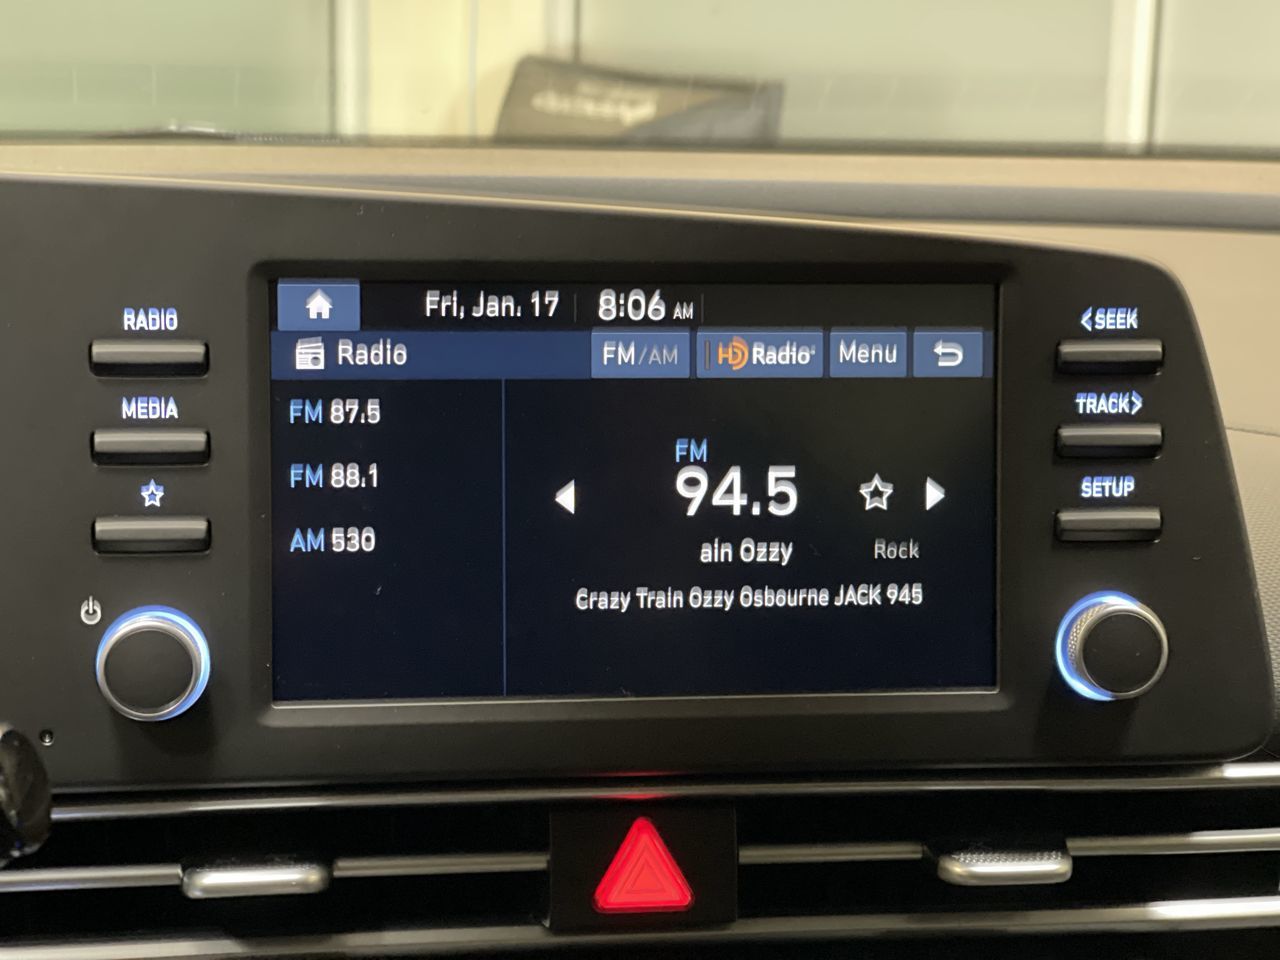 RADIO
MEDIA
Fri, Jan. 17 8:06 AM
Radio FM/AM HD Radio Menu
FM 87.5
FM 88.1
AM 530
FM
94.5
ain Ozzy Rock
Crazy Train Ozzy Osbourne JACK 945
<SEEK
TRACK>
SETUP